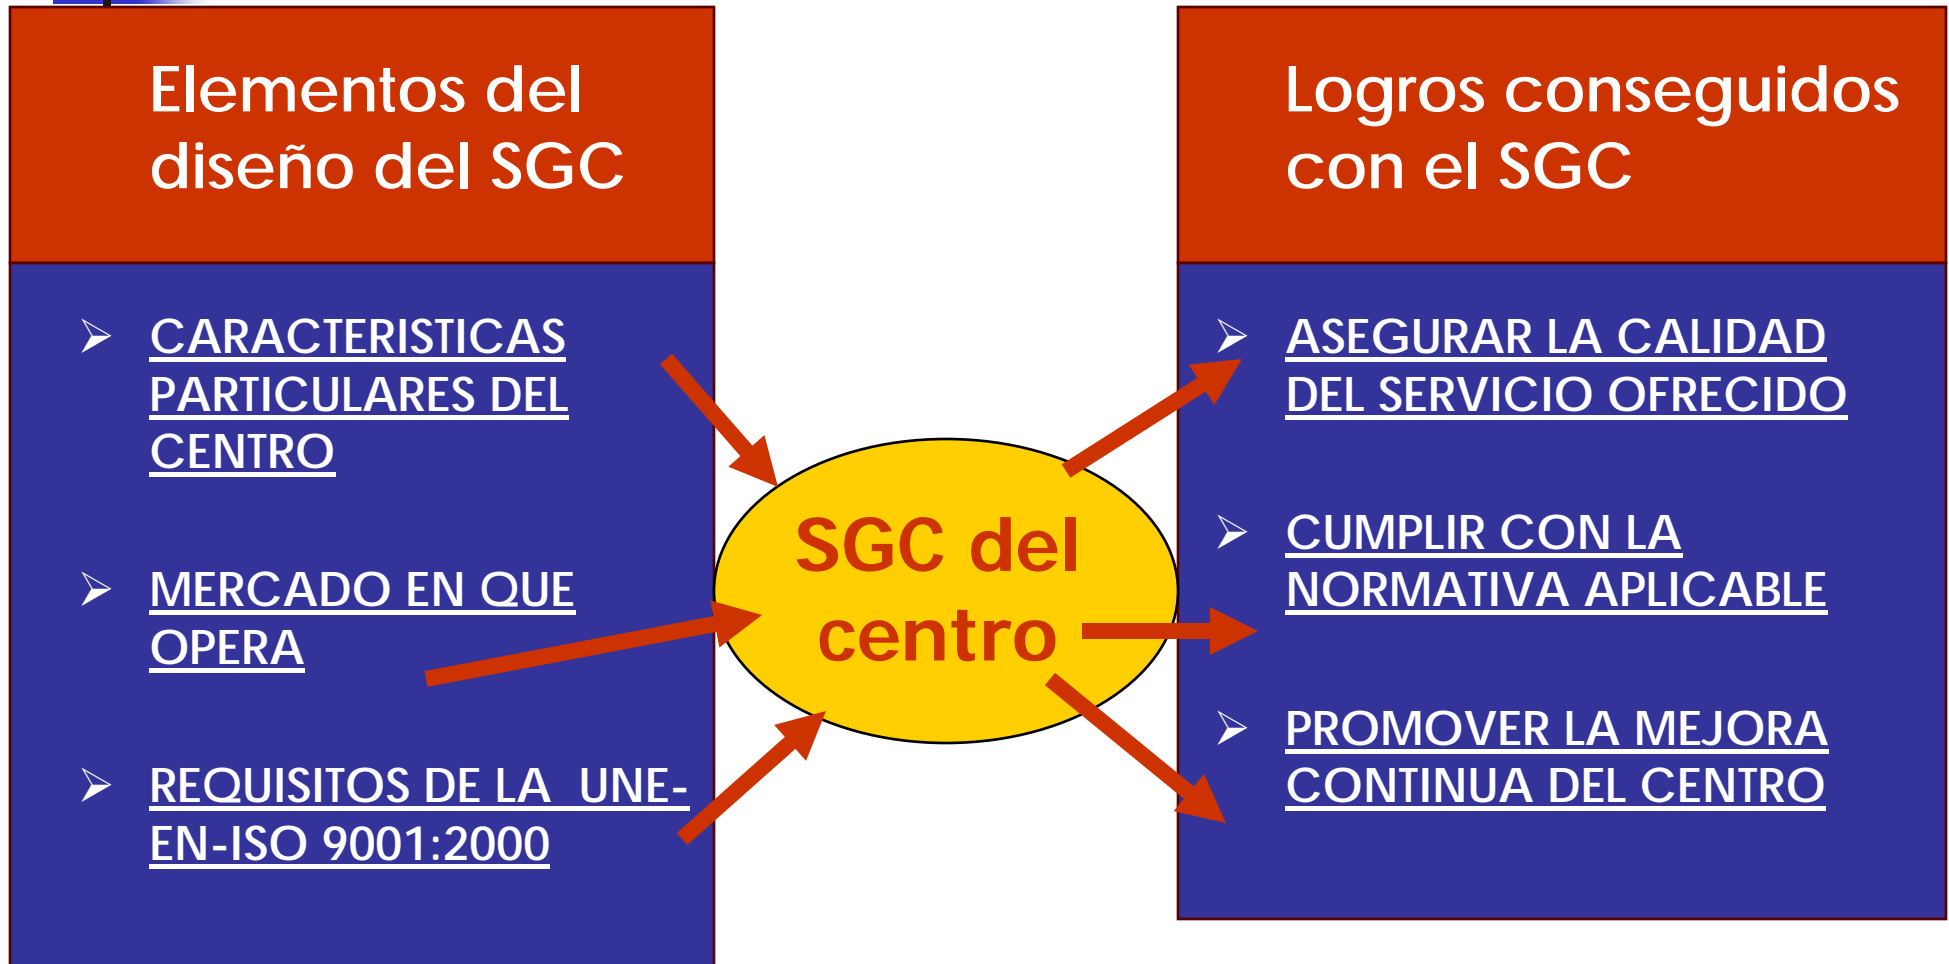 Elementos del
diseño del SGC
CARACTERISTICAS
PARTICULARES DEL
CENTRO
MERCADO EN QUE
OPERA
REQUISITOS DE LA  UNE-
EN-ISO 9001:2000
SGC del
centro
Logros conseguidos
con el SGC
ASEGURAR LA CALIDAD
DEL SERVICIO OFRECIDO
CUMPLIR CON LA
NORMATIVA APLICABLE
PROMOVER LA MEJORA
CONTINUA DEL CENTRO